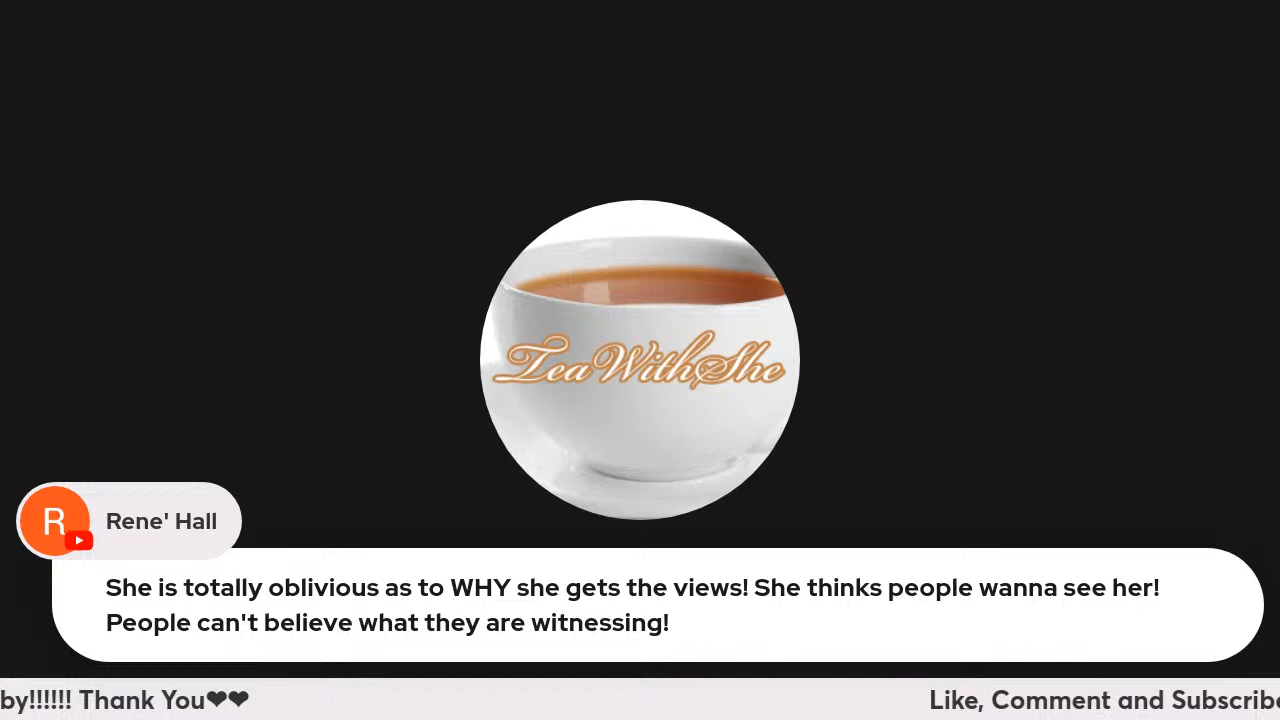 TeaWithShe
R
Rene' Hall
She is totally oblivious as to WHY she gets the views! She thinks people wanna see her!
People can't believe what they are witnessing!
by!!!!!! Thank You❤❤ Like, Comment and Subscribe